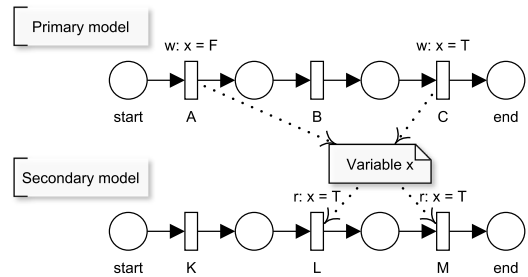 Primary model
w: x = F
w: x = T
start
A
B
C
end
Variable x
Secondary model
r: x = T
r: x = T
start
K
L
M
end